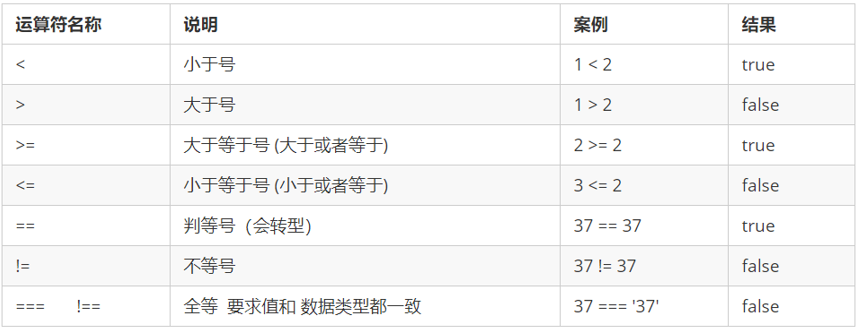 运算符名称 说明 案例 结果
< 小于号 1 < 2 true
> 大于号 1 > 2 false
>= 大于等于号 (大于或者等于) 2 >= 2 true
<= 小于等于号 (小于或者等于) 3 <= 2 false
== 判等号（会转型） 37 == 37 true
!= 不等号 37 != 37 false
=== !== 全等 要求值和 数据类型都一致 37 === '37' false